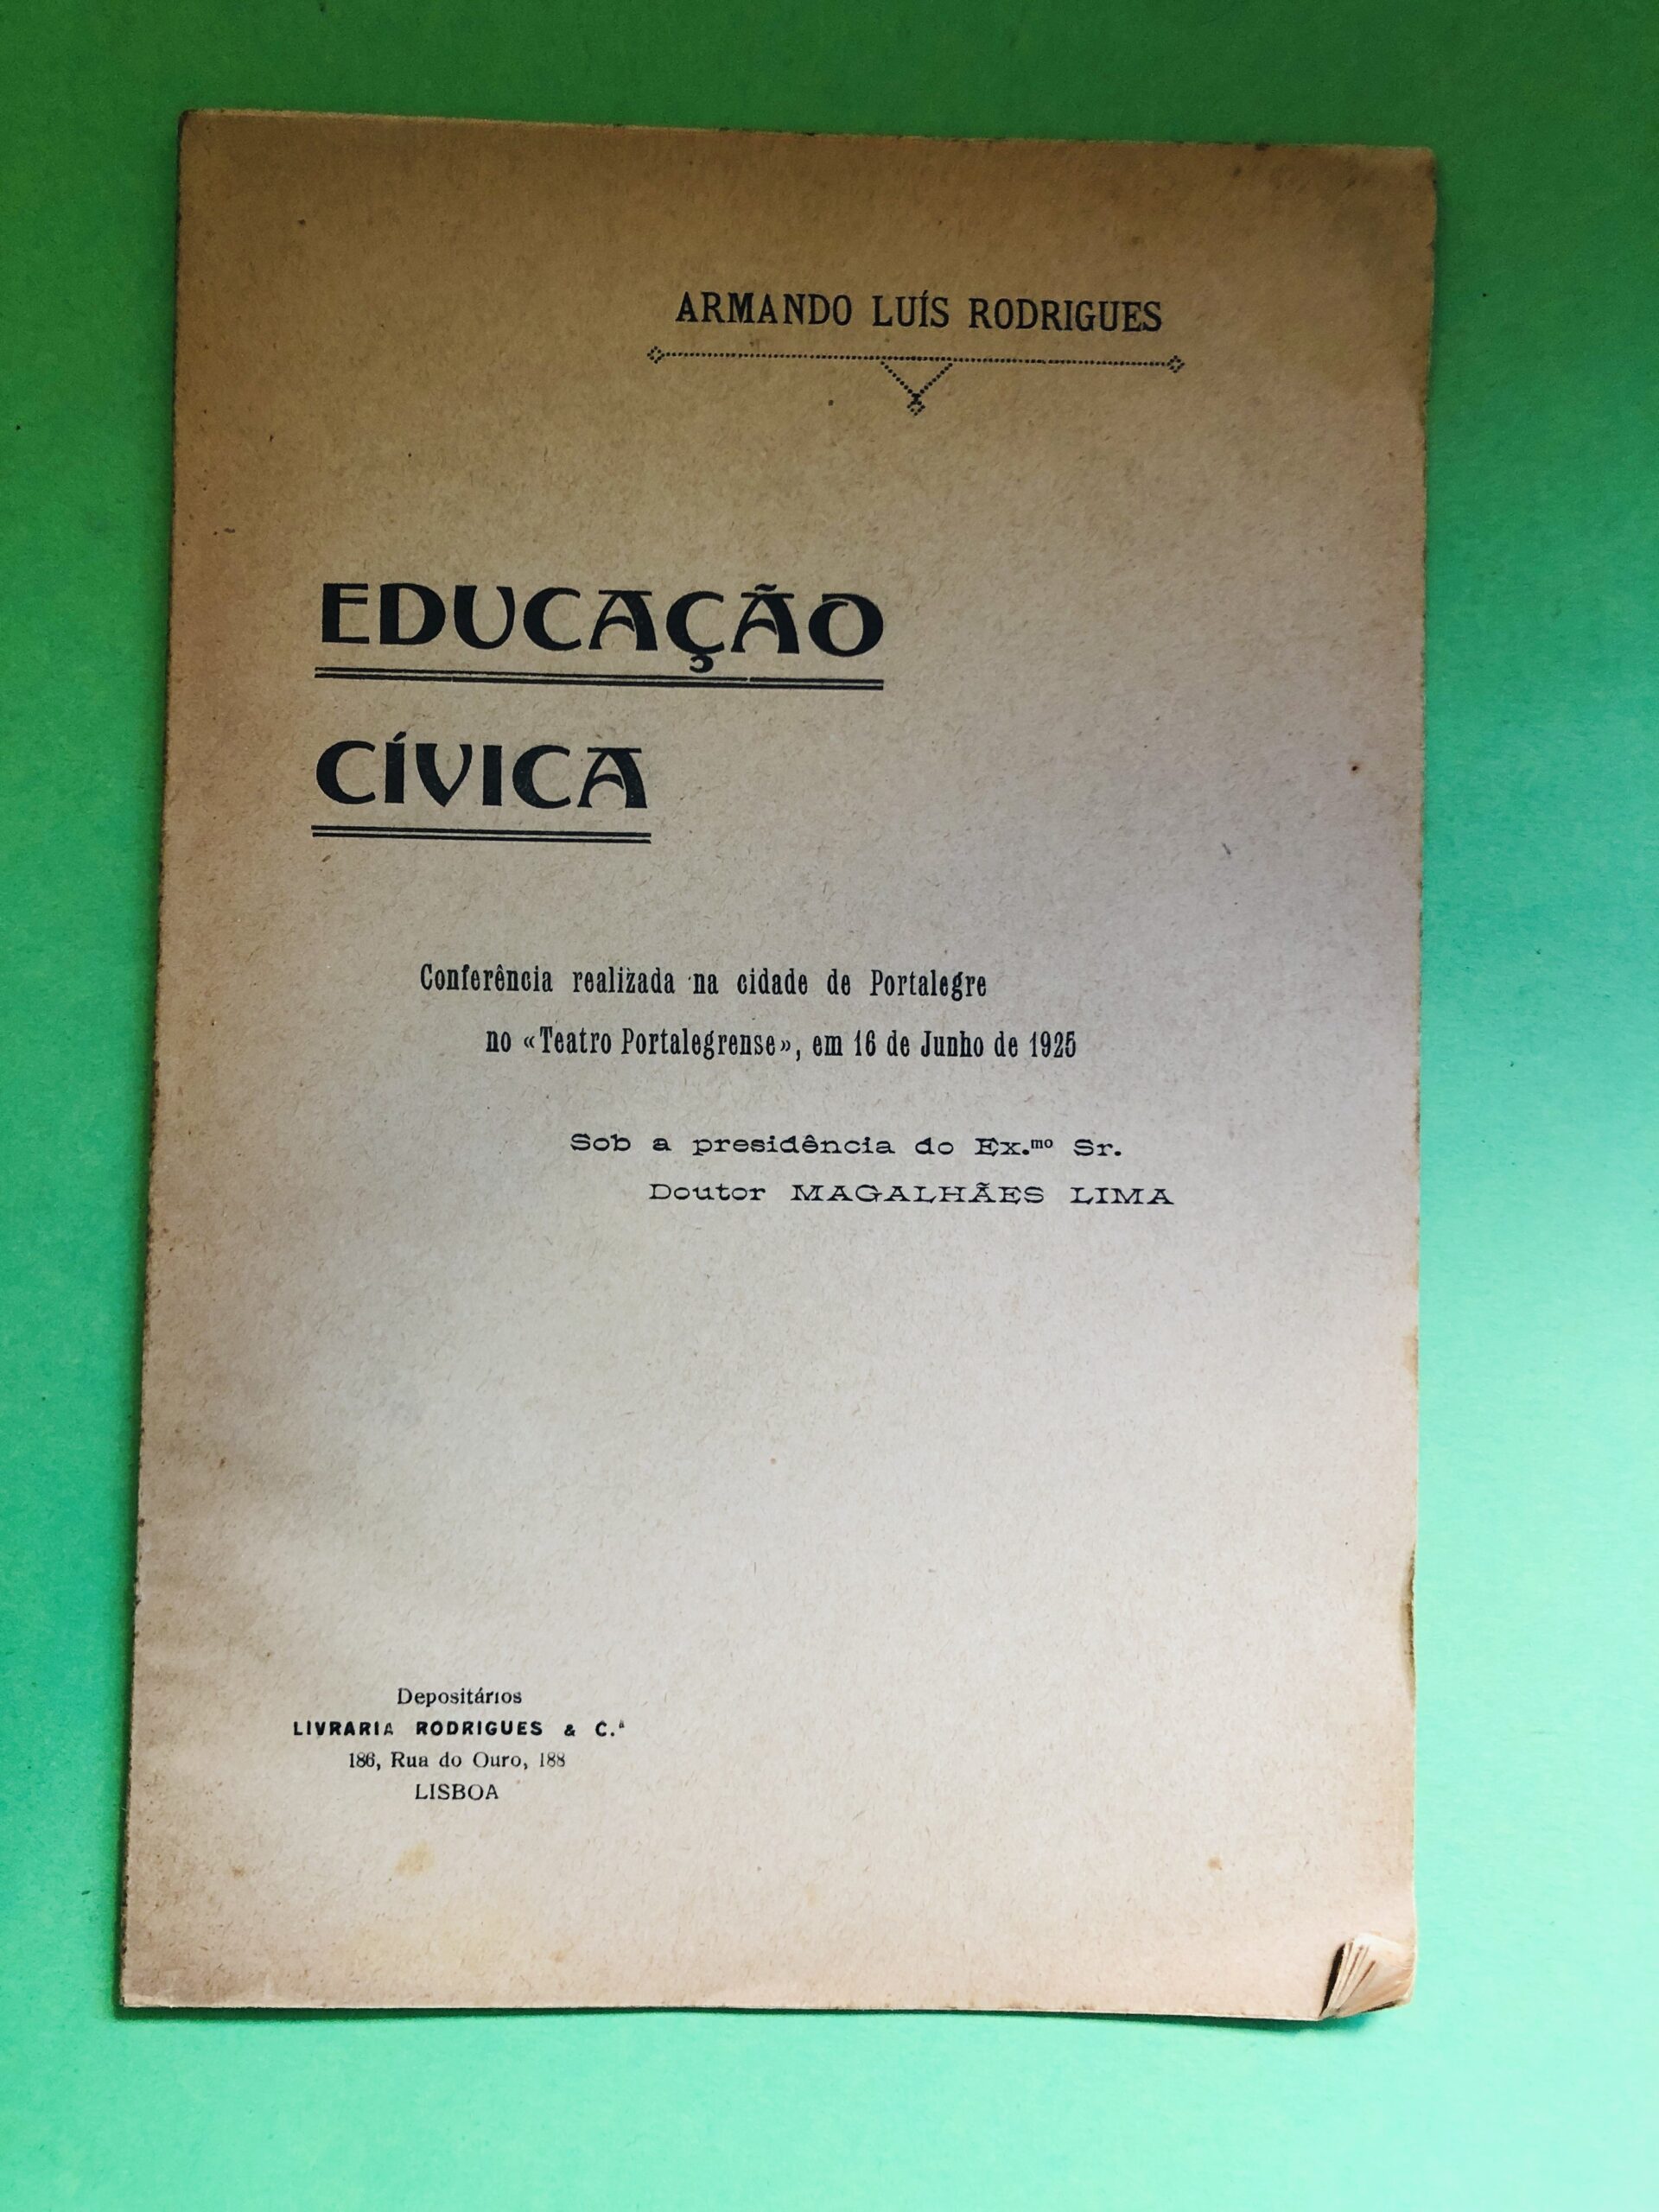 ARMANDO LUÍS RODRIGUES
EDUCAÇÃO
CÍVICA
Conferência realizada na cidade de Portalegre
no «Teatro Portalegrense», em 16 de Junho de 1925
Sob a presidência do Ex.mo Sr.
Doutor MAGALHÃES LIMA
Depositários
LIVRARIA RODRIGUES & C.ª
186, Rua do Ouro, 188
LISBOA